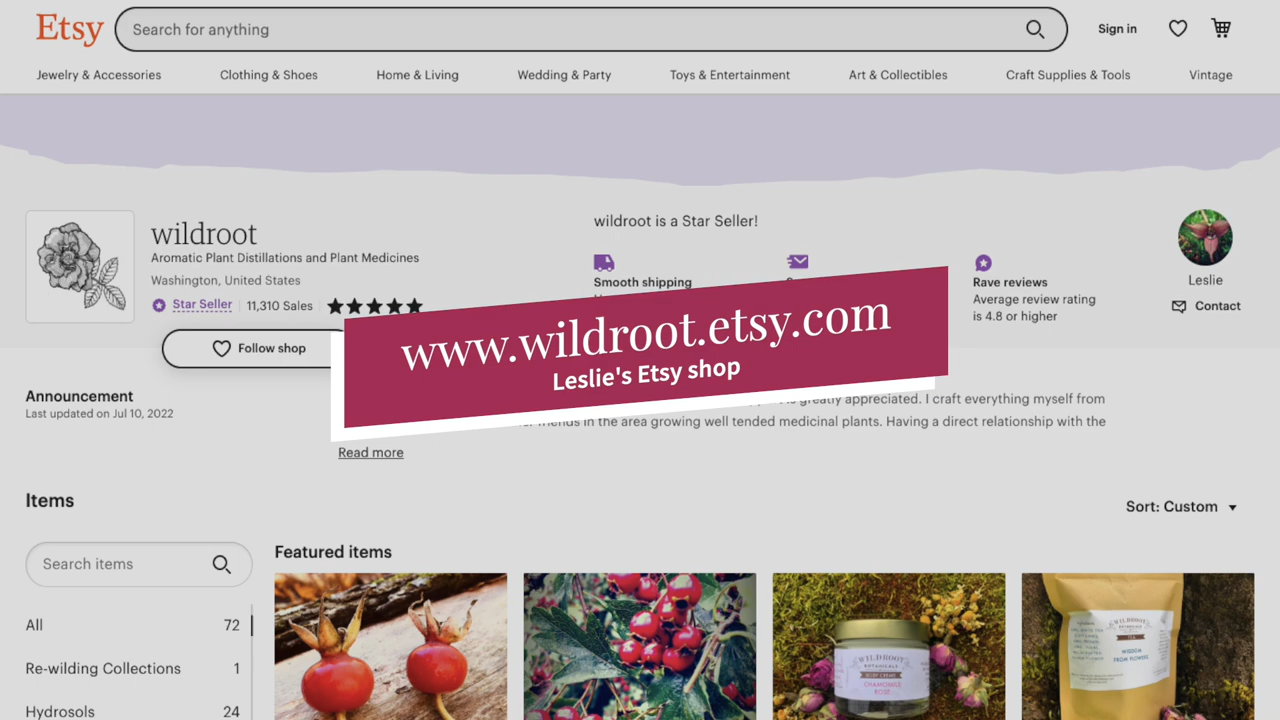 Etsy
Search for anything
Sign in
Jewelry & Accessories
Clothing & Shoes
Home & Living
Wedding & Party
Toys & Entertainment
Art & Collectibles
Craft Supplies & Tools
Vintage
wildroot
Aromatic Plant Distillations and Plant Medicines
Washington, United States
Star Seller
11,310 Sales
Follow shop
wildroot is a Star Seller!
Smooth shipping
Rave reviews
Average review rating
is 4.8 or higher
Leslie
Contact
www.wildroot.etsy.com
Leslie's Etsy shop
Announcement
Last updated on Jul 10, 2022
greatly appreciated. I craft everything myself from
friends in the area growing well tended medicinal plants. Having a direct relationship with the
Read more
Items
Sort: Custom
Search items
Featured items
All 72
Re-wilding Collections 1
Hydrosols 24
WILDROOT
BOTANICALS
CHAMOMILE
ROSE
WILDROOT
TEA
WISDOM
FROM FLOWERS